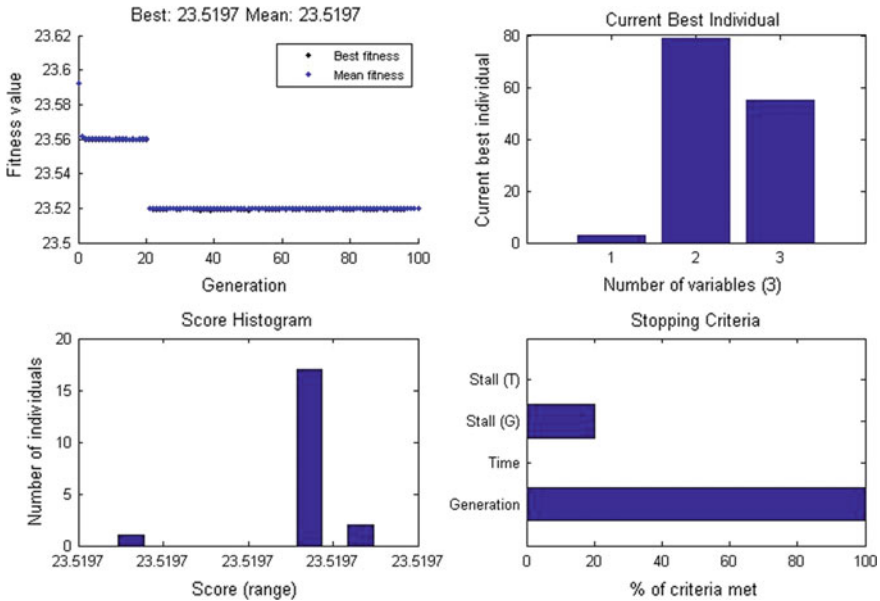 Best: 23.5197 Mean: 23.5197
Fitness value
23.62
23.6
23.58
23.56
23.54
23.52
23.5
Best fitness
Mean fitness
0 20 40 60 80 100
Generation
Current Best Individual
Current best individual
80
60
40
20
0
1 2 3
Number of variables (3)
Score Histogram
Number of individuals
20
15
10
5
0
23.5197 23.5197 23.5197 23.5197 23.5197
Score (range)
Stopping Criteria
Stall (T)
Stall (G)
Time
Generation
0 20 40 60 80 100
% of criteria met